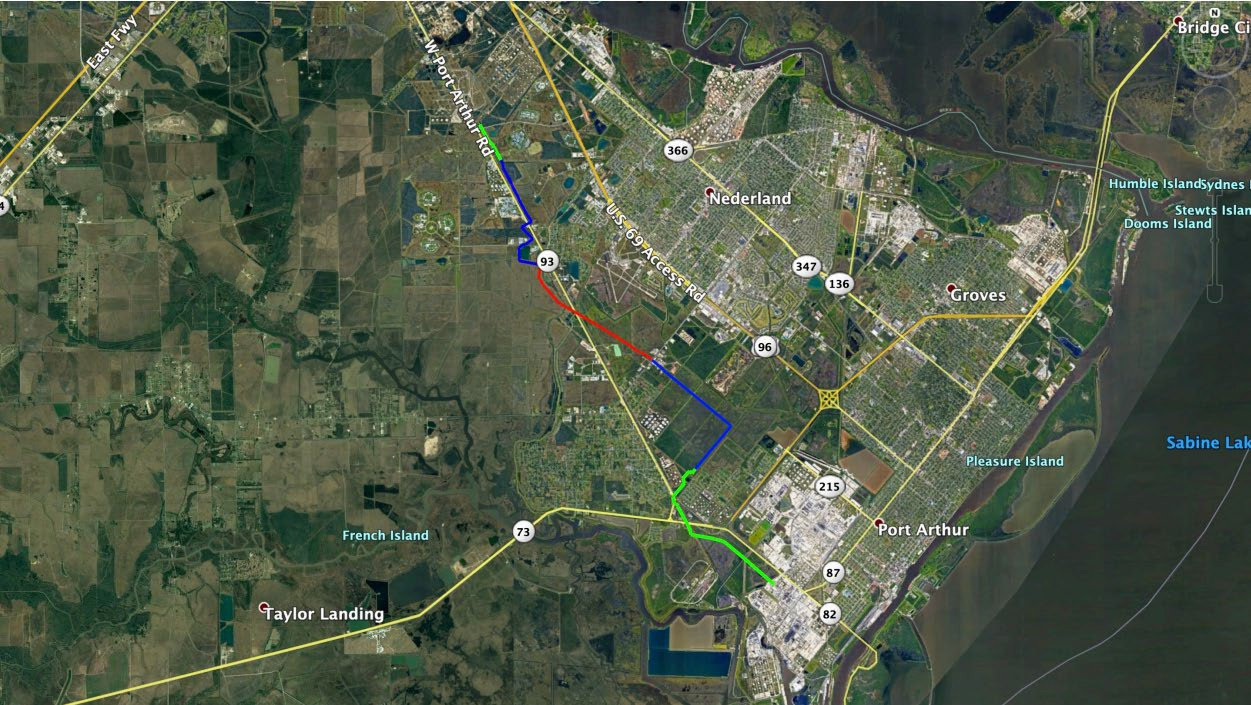 N
Bridge Ci
East Fwy
W Port Arthur Rd
366
Nederland
Humble Island
Sydnes I
Stewts Islan
Dooms Island
4
U.S. 69 Access Rd
93
347
136
Groves
96
Sabine Lak
Pleasure Island
215
73
French Island
Port Arthur
87
Taylor Landing
82